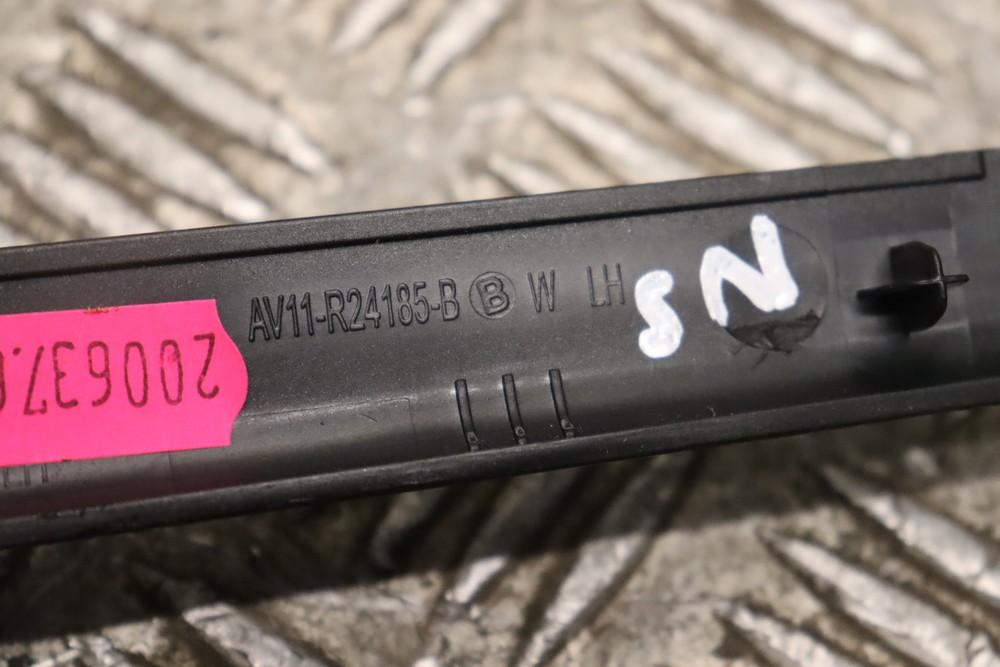 AV11-R24185-B B W LH
SN
200637.